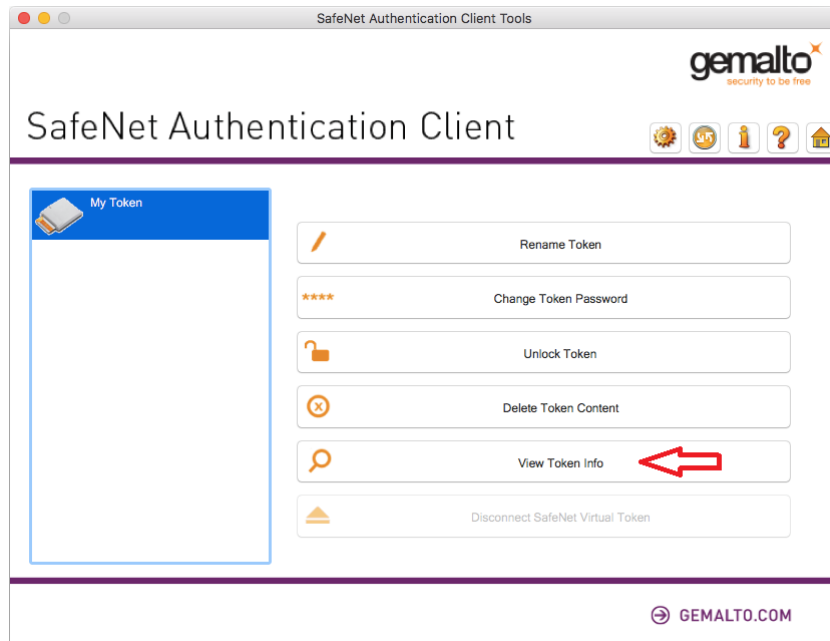 SafeNet Authentication Client Tools
gemalto
security to be free
SafeNet Authentication Client
My Token
Rename Token
****
Change Token Password
Unlock Token
Delete Token Content
View Token Info
Disconnect SafeNet Virtual Token
GEMALTO.COM